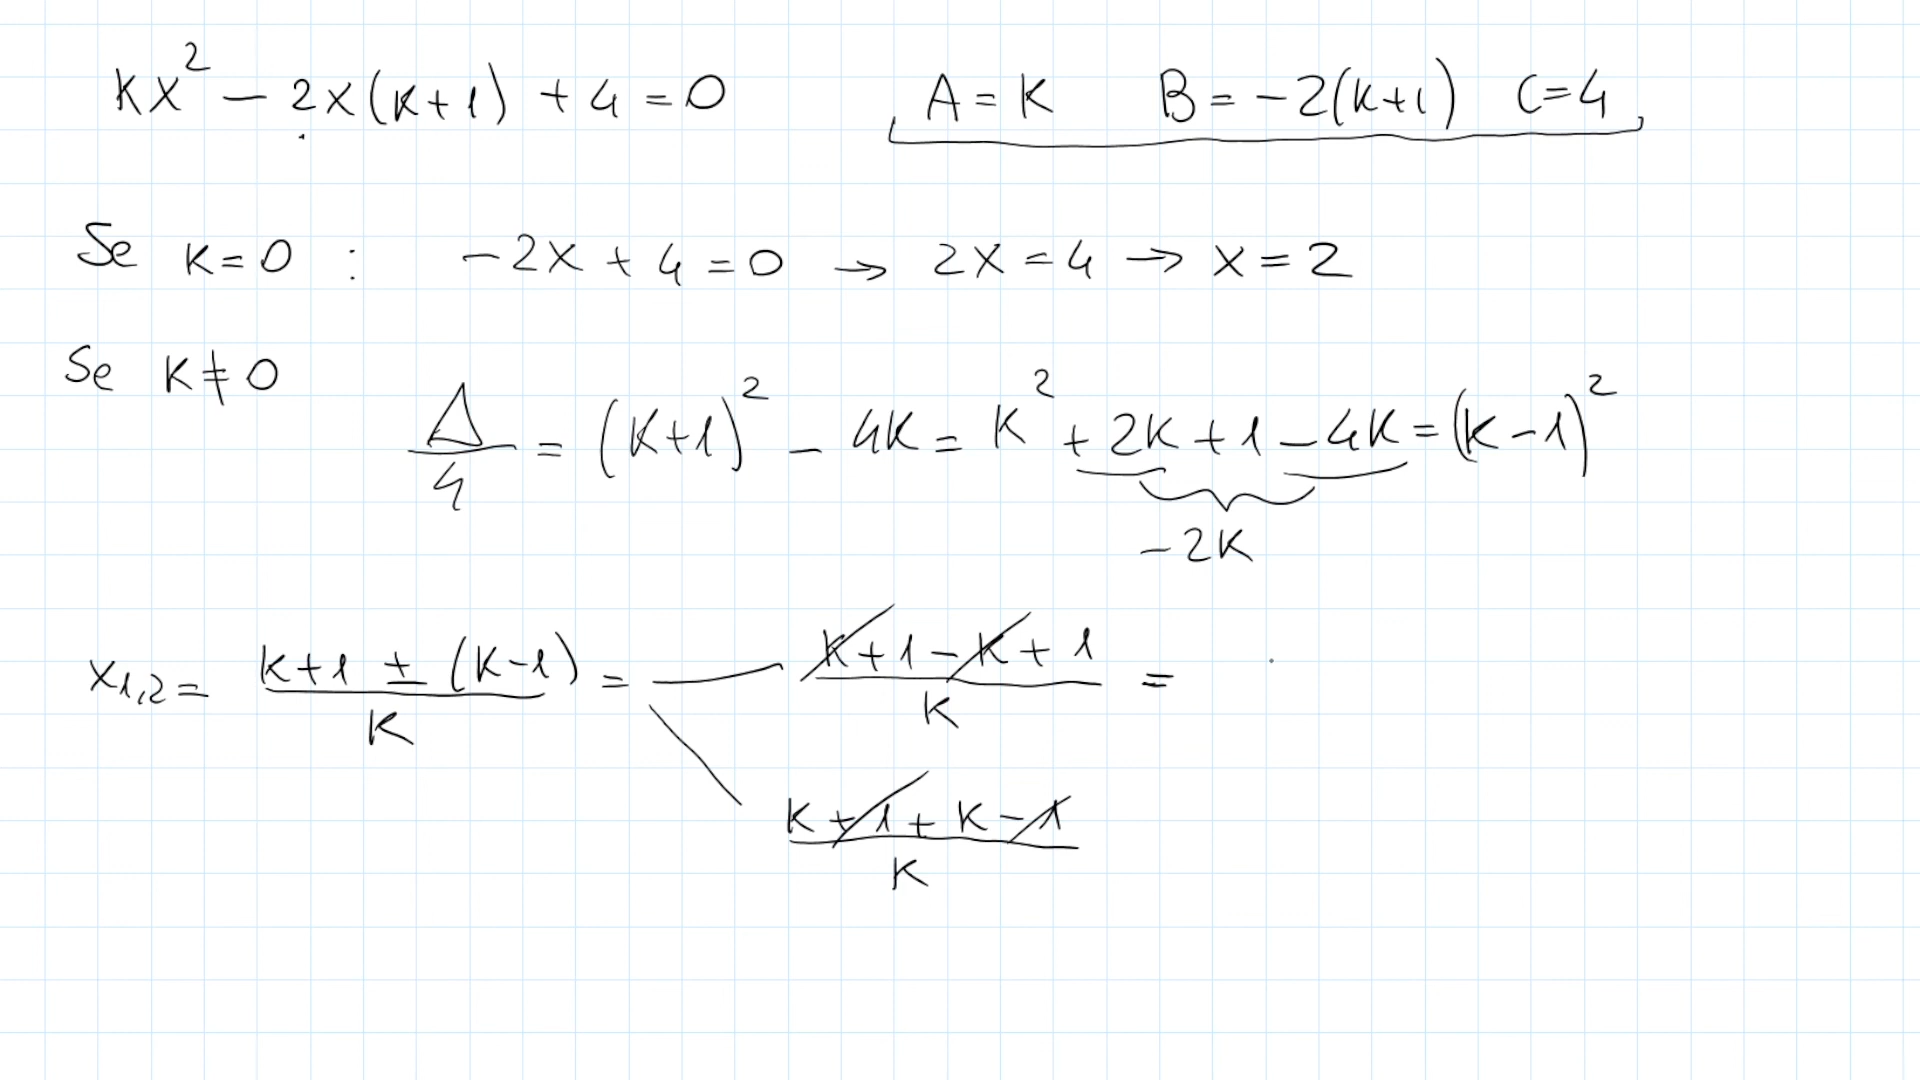 Kx² − 2x(K+1) + 4 = 0    A = K    B = −2(K+1)    C = 4
Se K = 0 :    −2x + 4 = 0 → 2x = 4 → x = 2
Se K ≠ 0
Δ/4 = (K+1)² − 4K = K² + 2K + 1 − 4K = (K−1)²
−2K
x1,2 = (K+1 ± (K−1))/K = (K+1−K+1)/K =
(K+1+K−1)/K